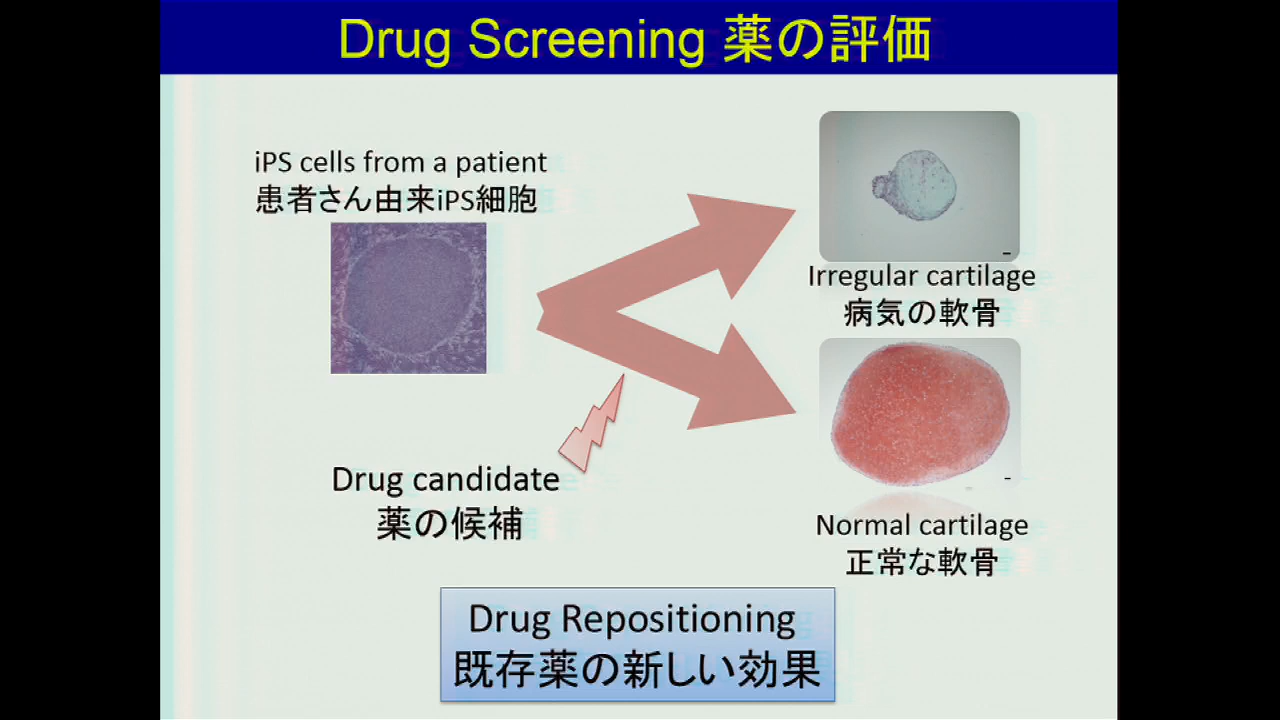 Drug Screening 薬の評価
iPS cells from a patient
患者さん由来iPS細胞
Irregular cartilage
病気の軟骨
Drug candidate
薬の候補
Normal cartilage
正常な軟骨
Drug Repositioning
既存薬の新しい効果